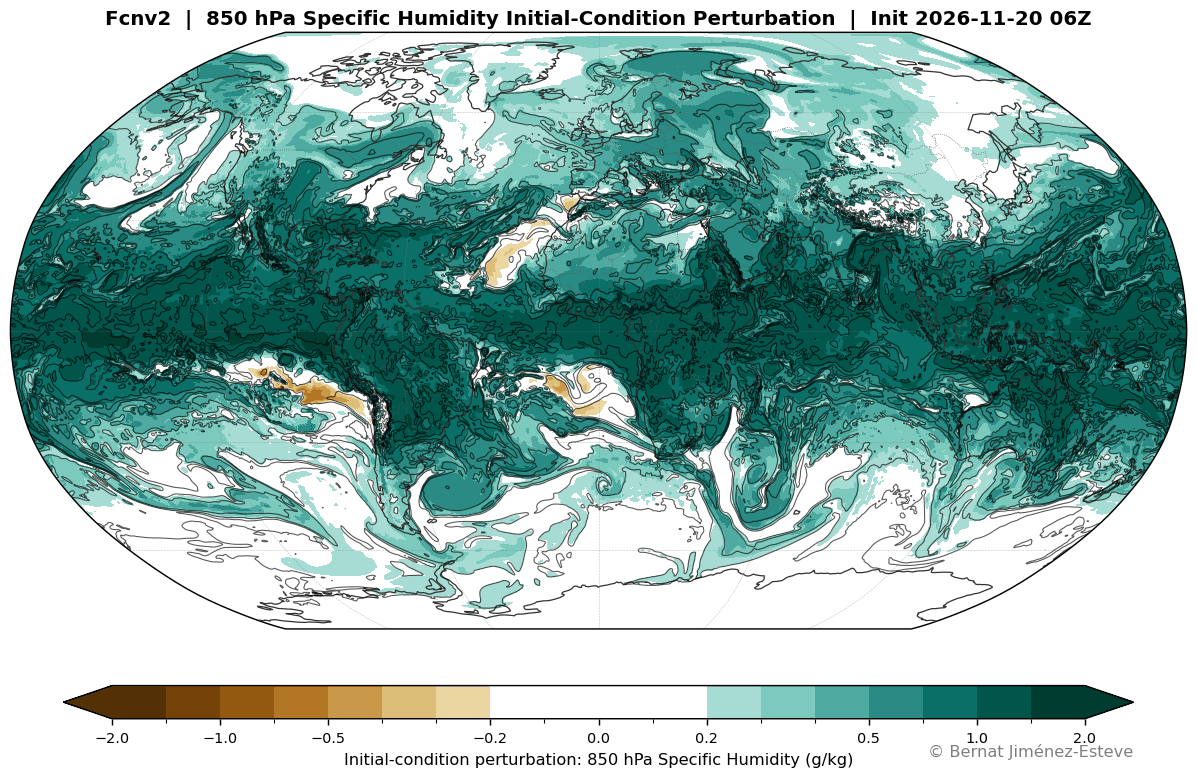 Fcnv2 | 850 hPa Specific Humidity Initial-Condition Perturbation | Init 2026-11-20 06Z
−2.0 −1.0 −0.5 −0.2 0.0 0.2 0.5 1.0 2.0
Initial-condition perturbation: 850 hPa Specific Humidity (g/kg)
© Bernat Jiménez-Esteve